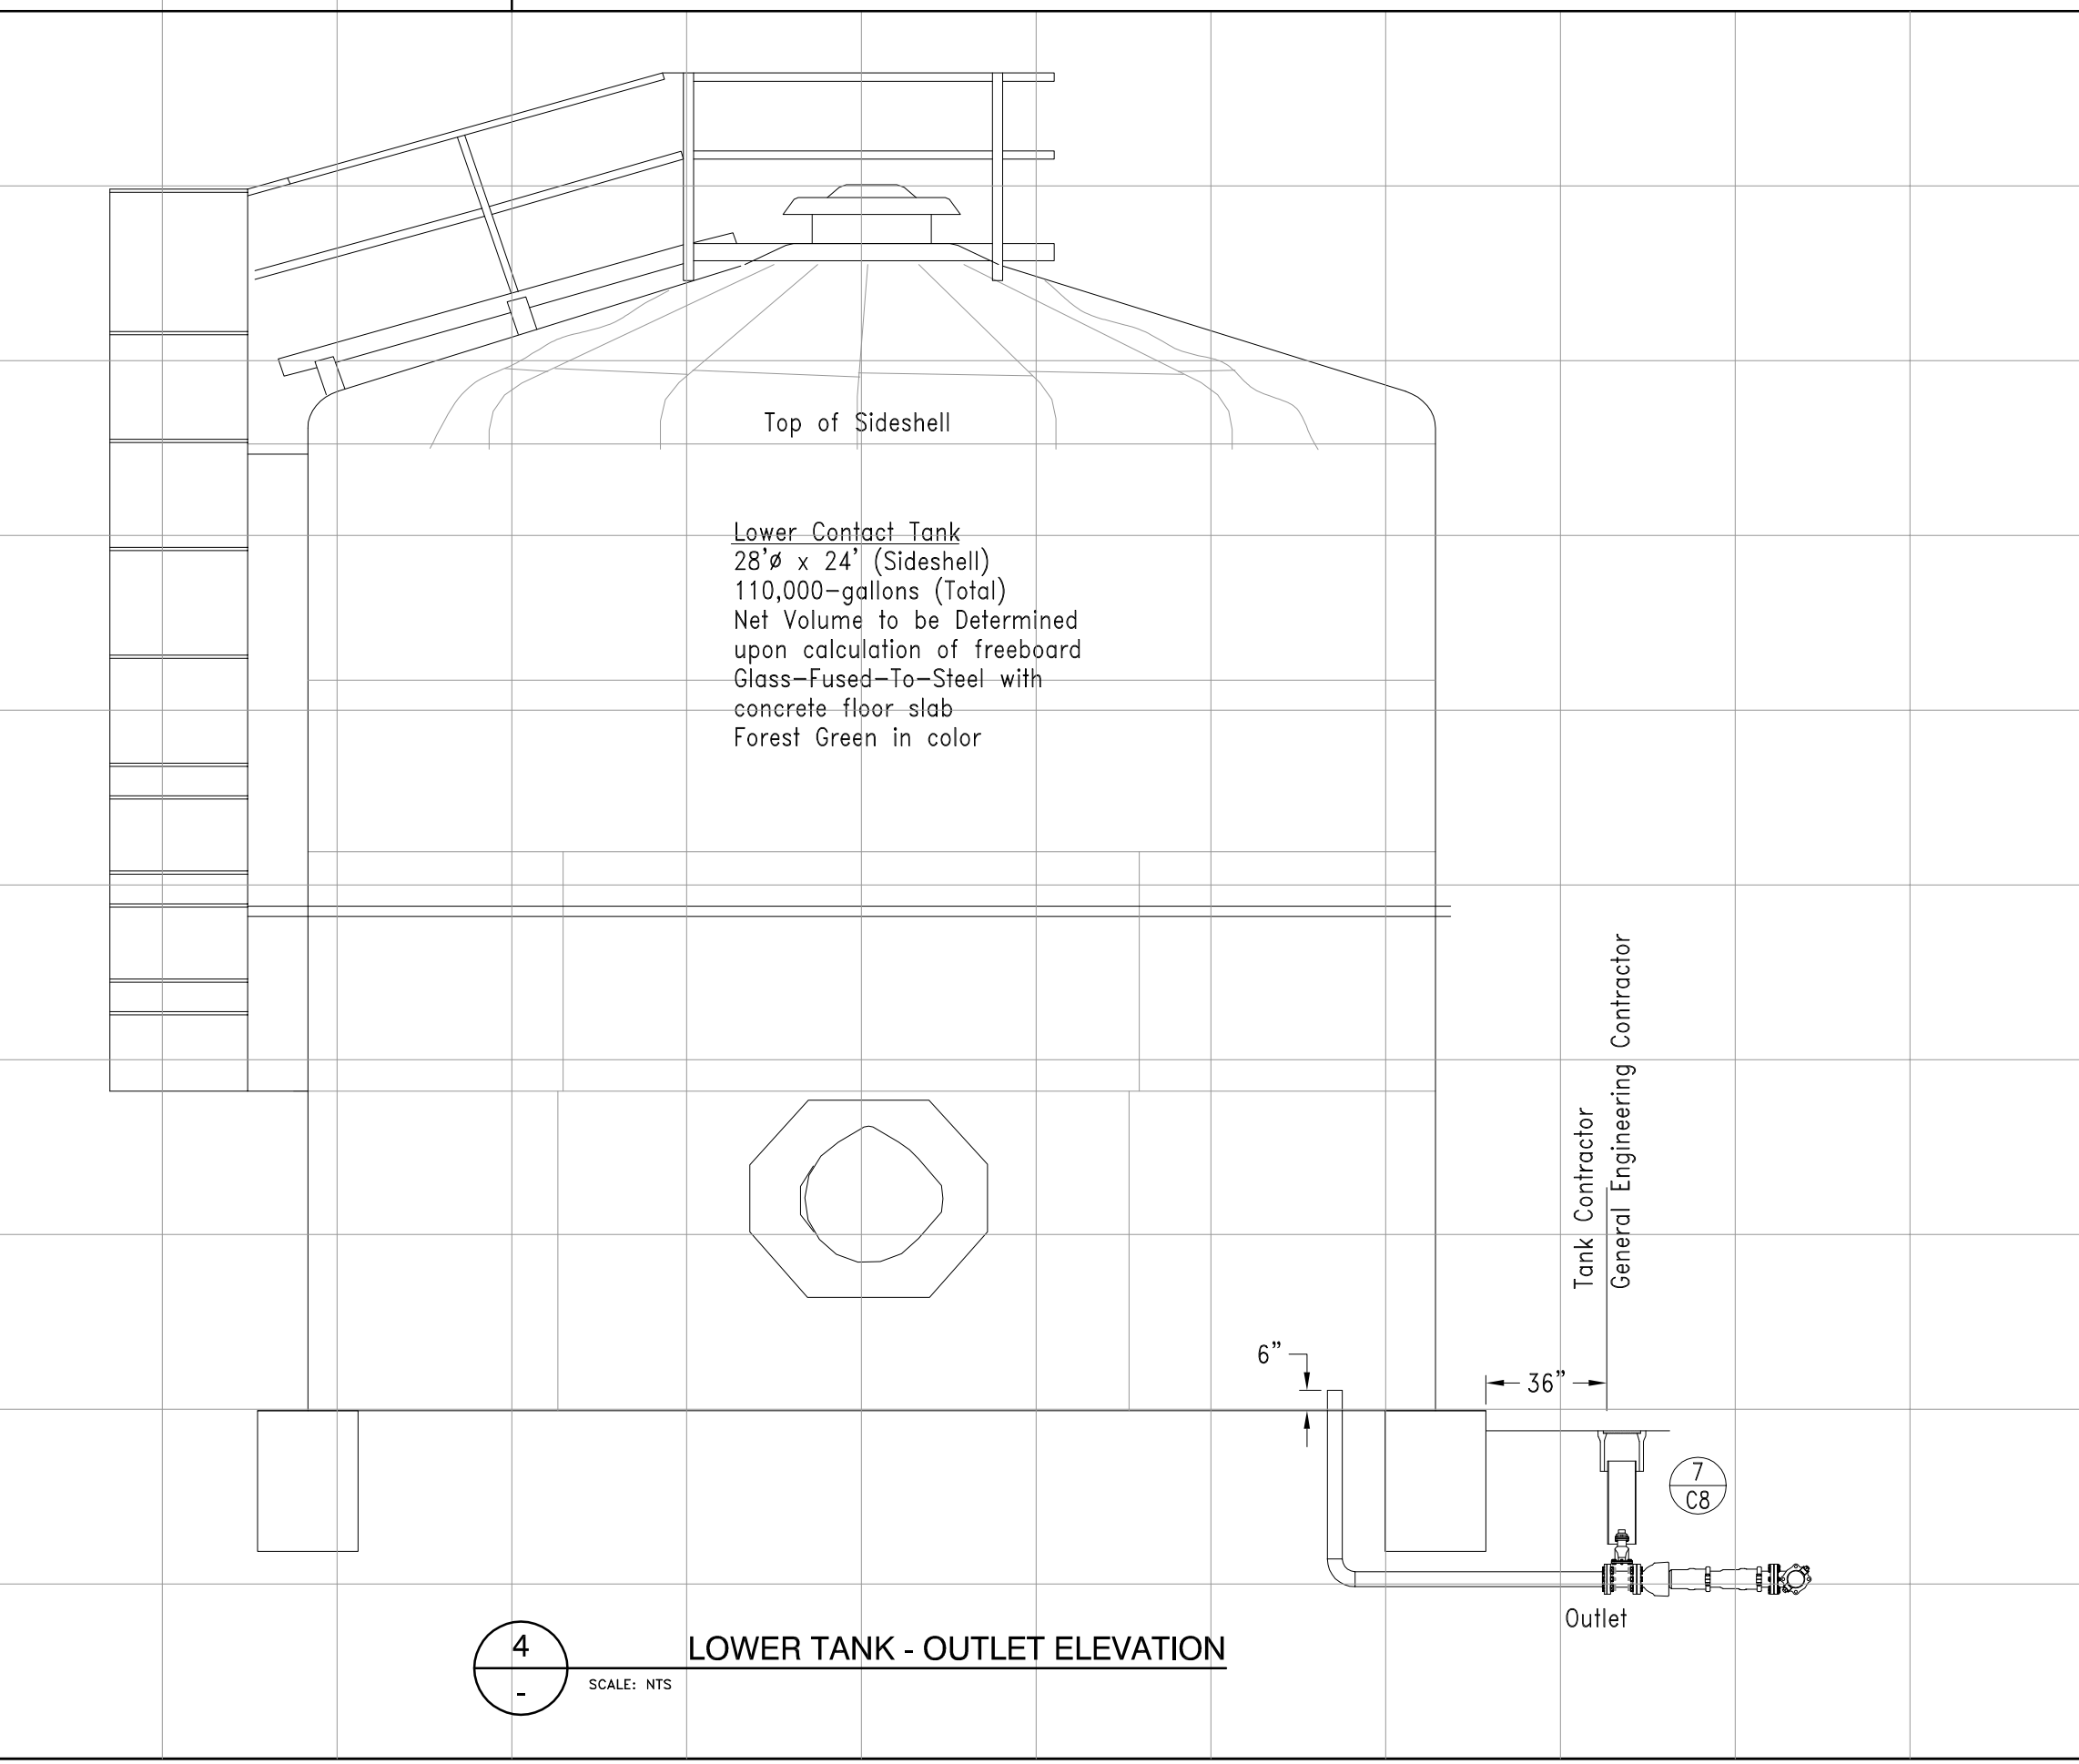 Top of Sideshell
Lower Contact Tank
28'ø x 24' (Sideshell)
110,000-gallons (Total)
Net Volume to be Determined
upon calculation of freeboard
Glass-Fused-To-Steel with
concrete floor slab
Forest Green in color
Tank Contractor
General Engineering Contractor
6"
36"
7
C8
Outlet
4
-
LOWER TANK - OUTLET ELEVATION
SCALE: NTS